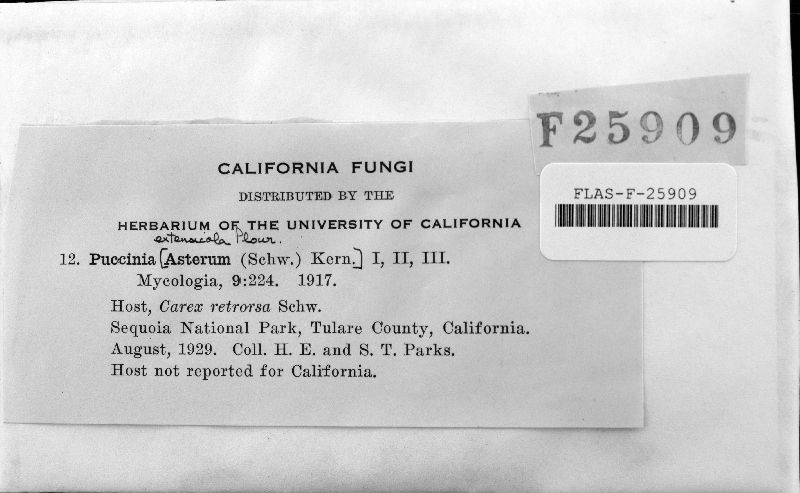 F25909
FLAS-F-25909
CALIFORNIA FUNGI
DISTRIBUTED BY THE
HERBARIUM OF THE UNIVERSITY OF CALIFORNIA
extensicola Plowr.
12. Puccinia [Asterum (Schw.) Kern.] I, II, III.
Mycologia, 9:224. 1917.
Host, Carex retrorsa Schw.
Sequoia National Park, Tulare County, California.
August, 1929. Coll. H. E. and S. T. Parks.
Host not reported for California.